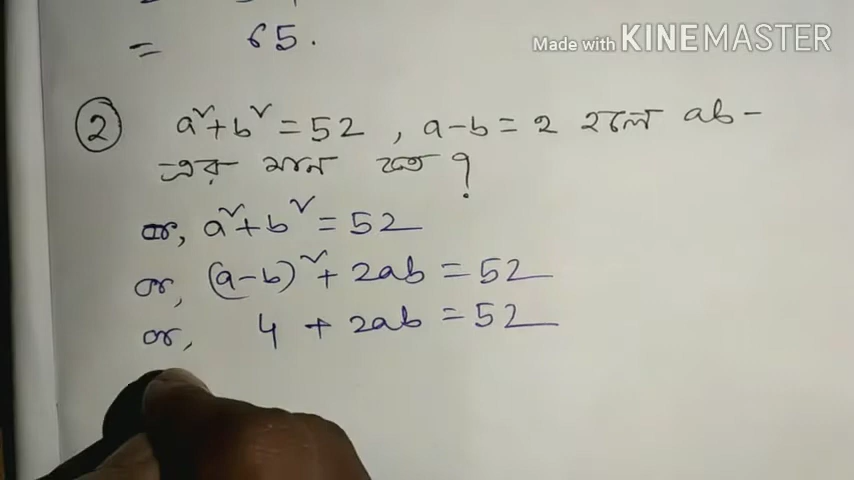 = 65.
Made with KINEMASTER
② a² + b² = 52, a - b = 2 হলে ab -
এর মান কত?
or, a² + b² = 52
or, (a - b)² + 2ab = 52
or, 4 + 2ab = 52